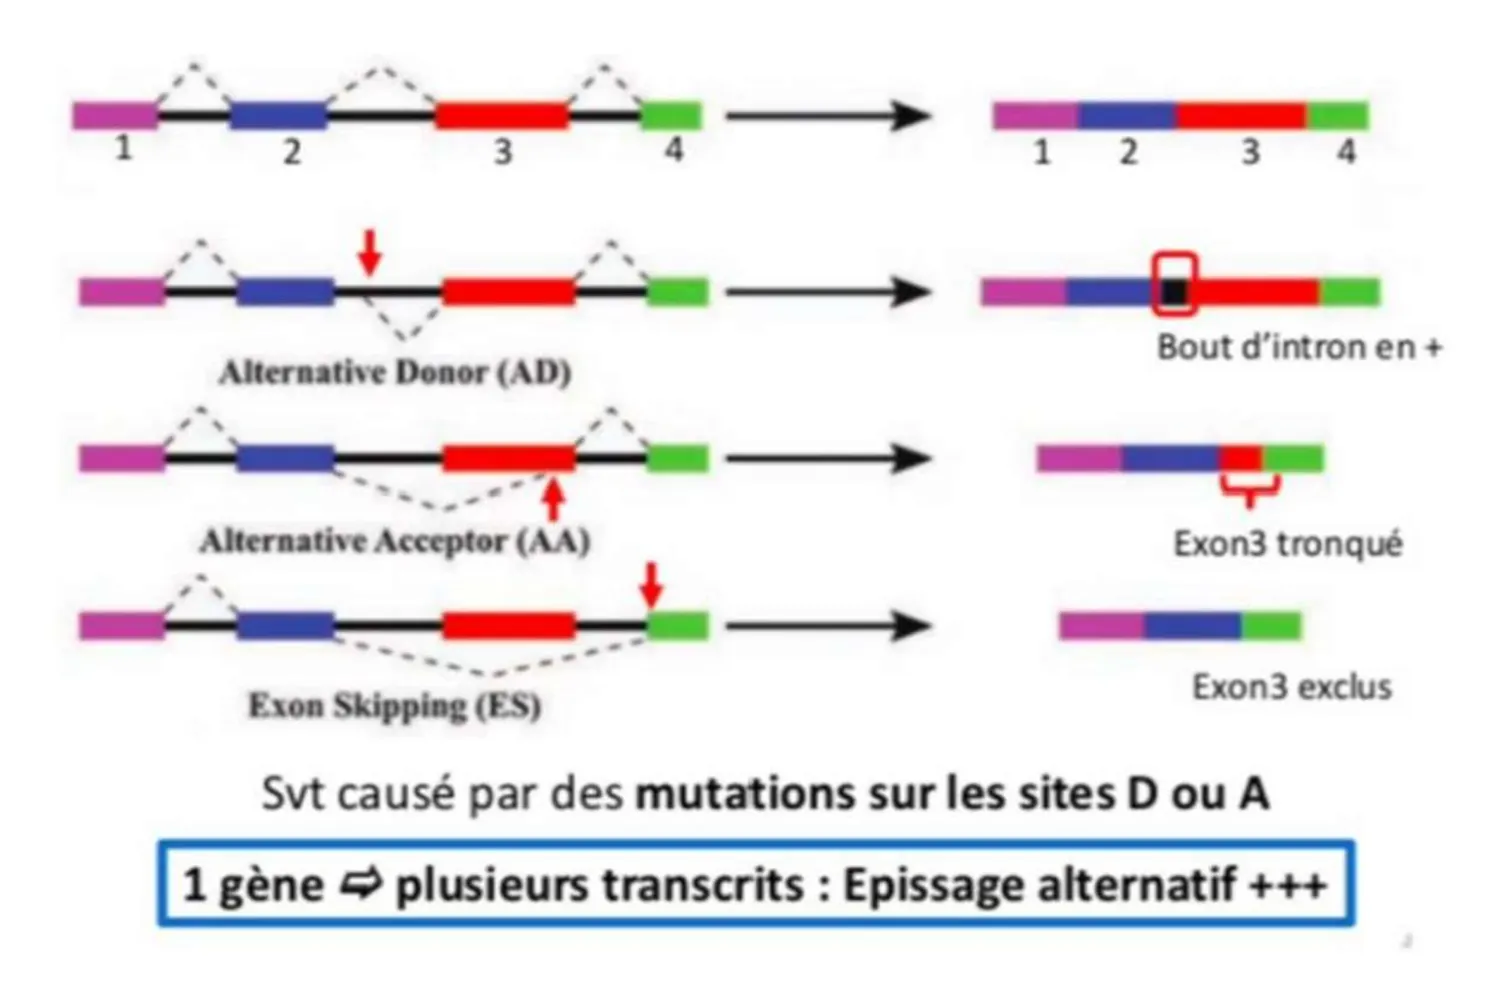 1 2 3 4
1 2 3 4
Bout d'intron en +
Alternative Donor (AD)
Alternative Acceptor (AA)
Exon3 tronqué
Exon Skipping (ES)
Exon3 exclus
Svt causé par des mutations sur les sites D ou A
1 gène ⇨ plusieurs transcrits : Epissage alternatif +++